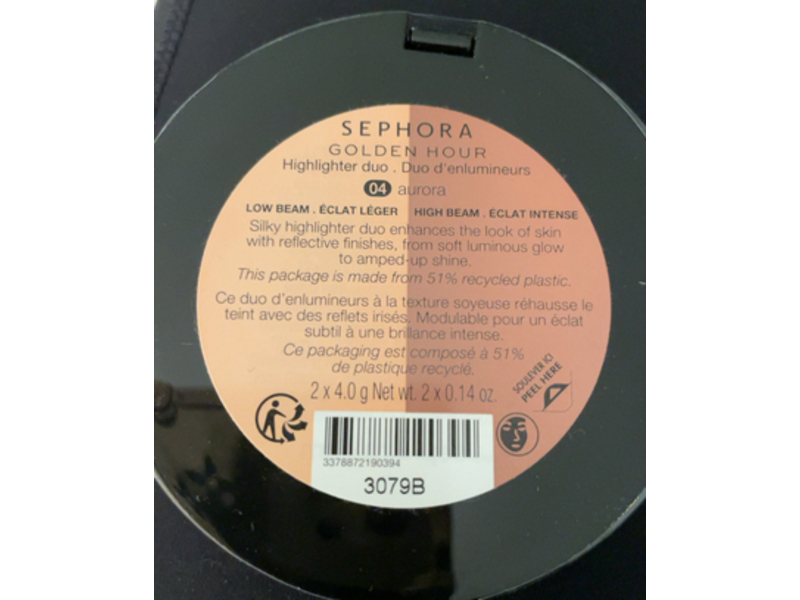 SEPHORA
GOLDEN HOUR
Highlighter duo . Duo d'enlumineurs
04 aurora
LOW BEAM . ÉCLAT LÉGER HIGH BEAM . ÉCLAT INTENSE
Silky highlighter duo enhances the look of skin
with reflective finishes, from soft luminous glow
to amped-up shine.
This package is made from 51% recycled plastic.
Ce duo d'enlumineurs à la texture soyeuse réhausse le
teint avec des reflets irisés. Modulable pour un éclat
subtil à une brillance intense.
Ce packaging est composé à 51%
de plastique recyclé.
SOULEVER ICI
PEEL HERE
2 x 4.0 g Net wt. 2 x 0.14 oz.
3378872190394
3079B